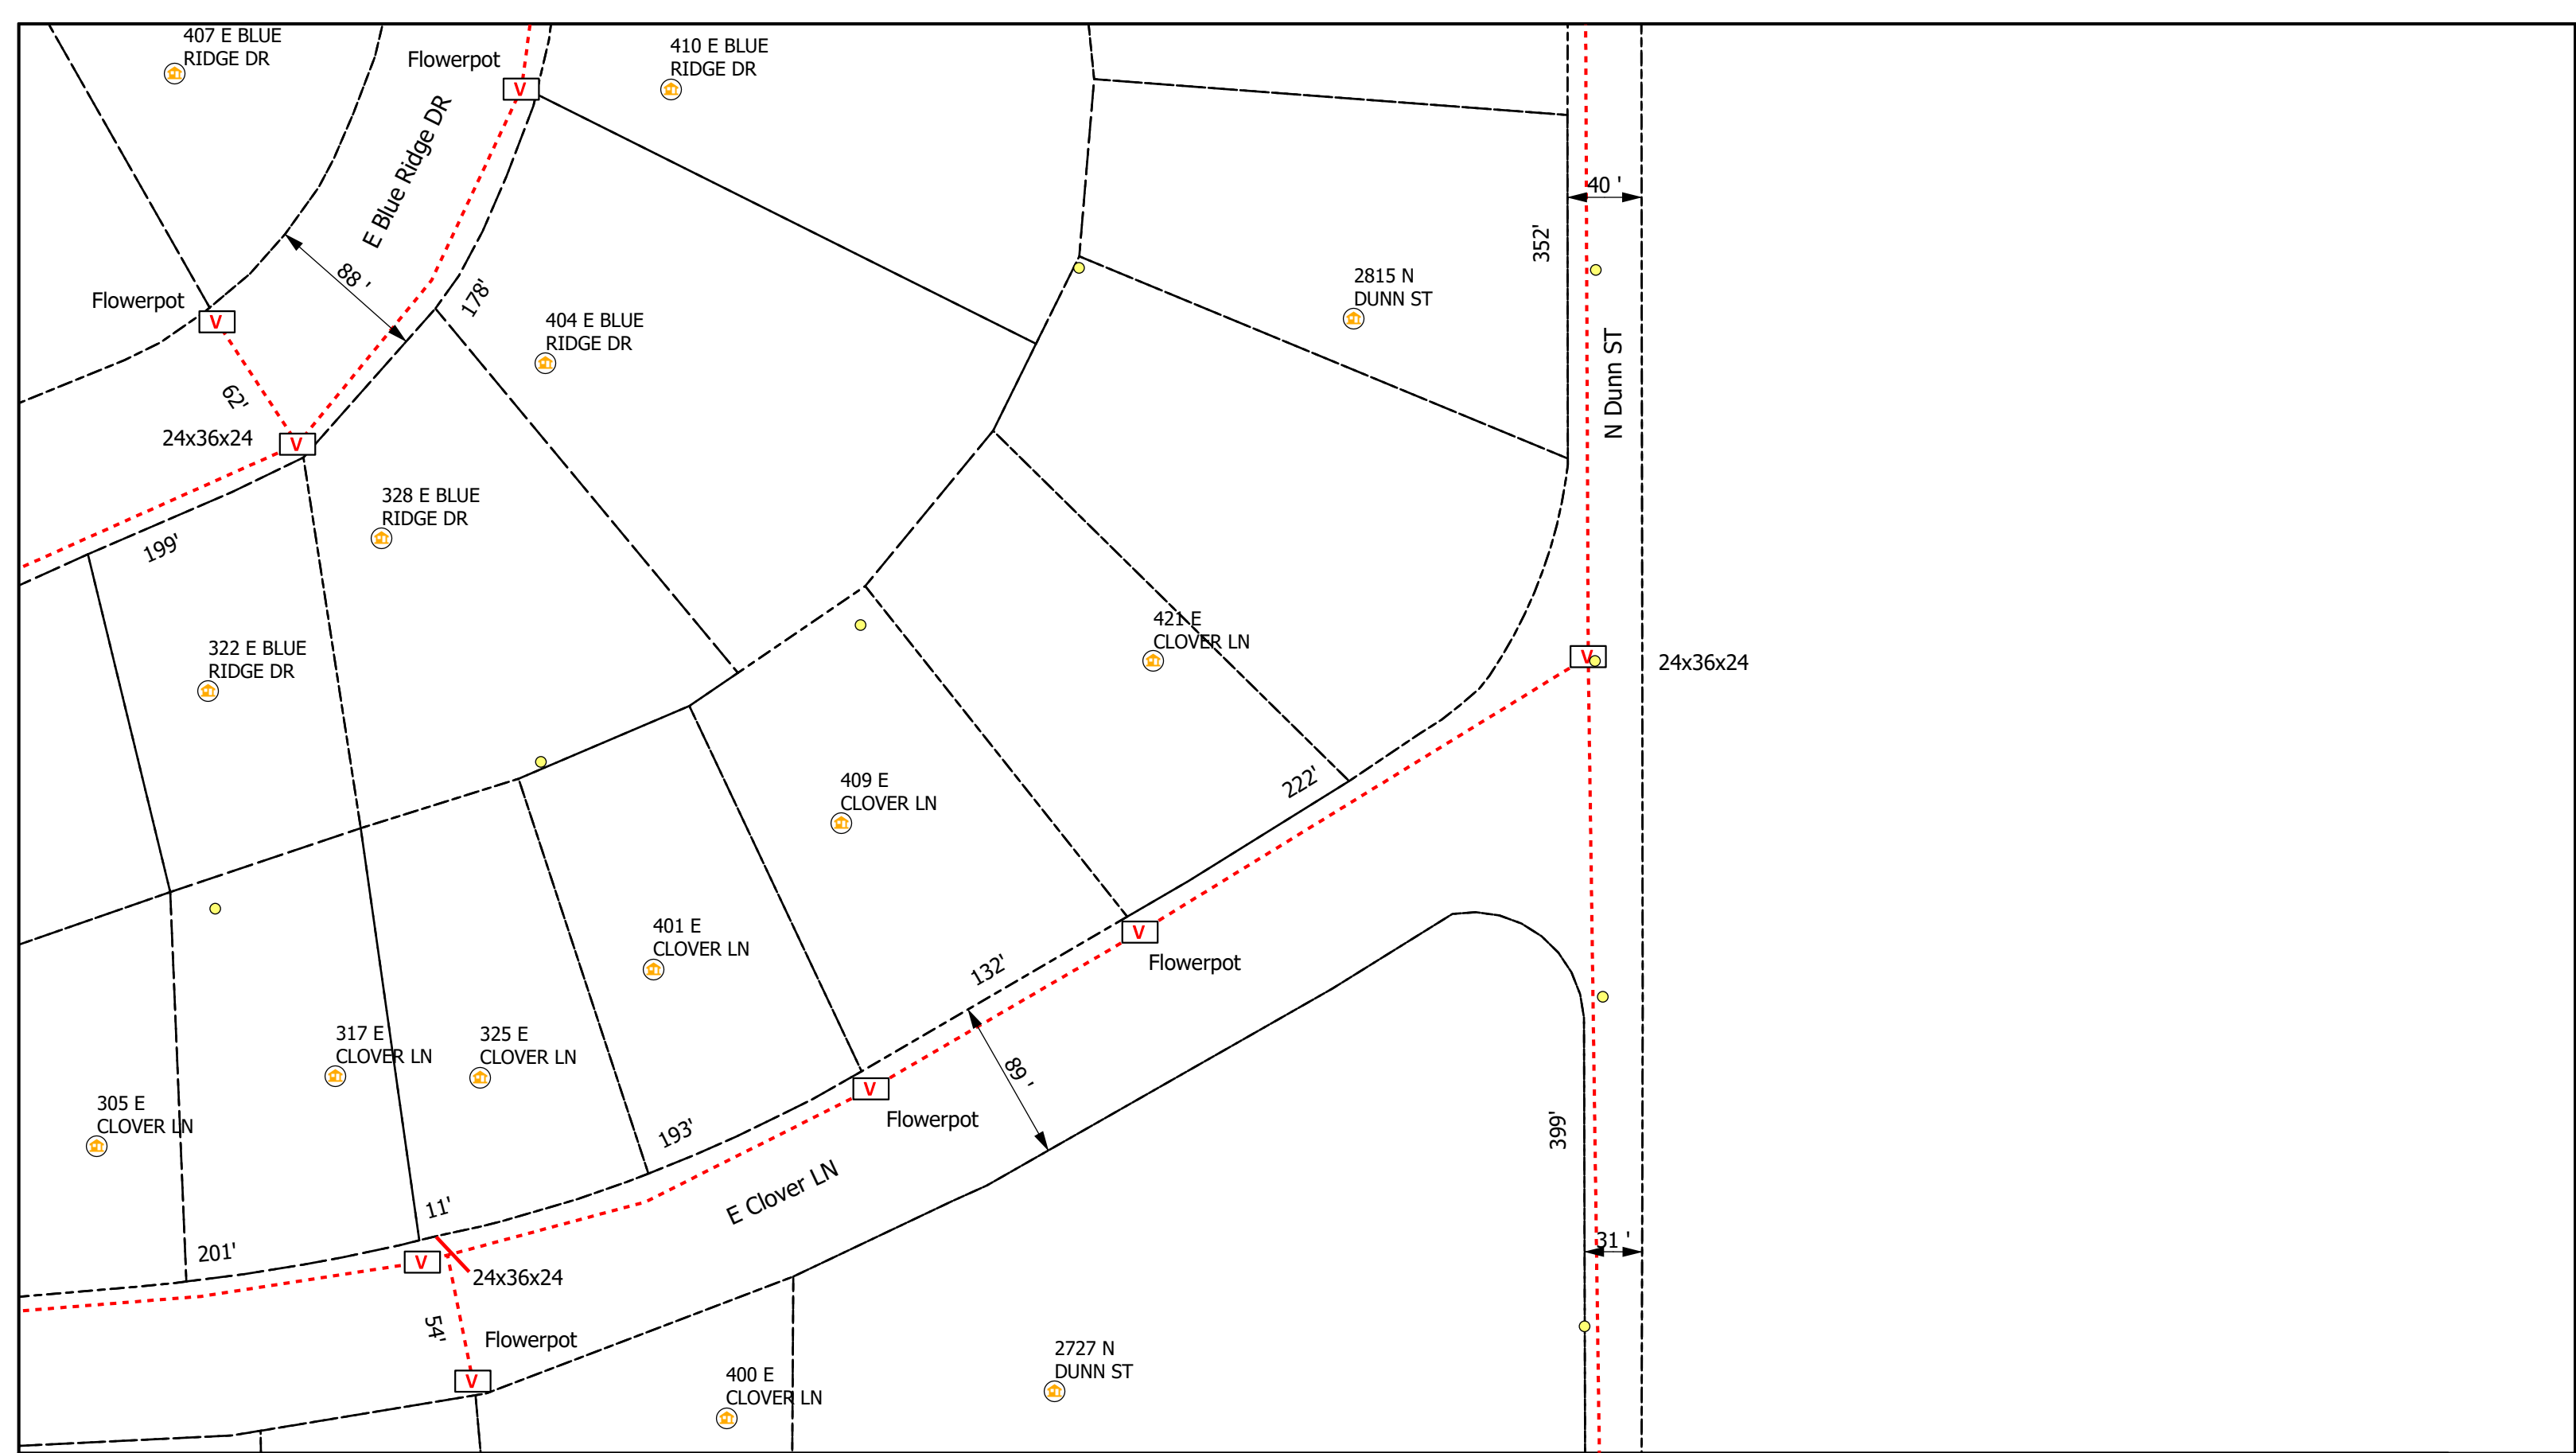 407 E BLUE
RIDGE DR
Flowerpot
V
410 E BLUE
RIDGE DR
E Blue Ridge DR
40 '
352'
88 '
178'
Flowerpot
V
404 E BLUE
RIDGE DR
2815 N
DUNN ST
N Dunn ST
62'
24x36x24
V
328 E BLUE
RIDGE DR
199'
322 E BLUE
RIDGE DR
421 E
CLOVER LN
V
24x36x24
222'
409 E
CLOVER LN
401 E
CLOVER LN
V
Flowerpot
132'
89 '
317 E
CLOVER LN
325 E
CLOVER LN
V
Flowerpot
305 E
CLOVER LN
193'
399'
E Clover LN
11'
201'
V
24x36x24
31 '
54'
Flowerpot
V
2727 N
DUNN ST
400 E
CLOVER LN